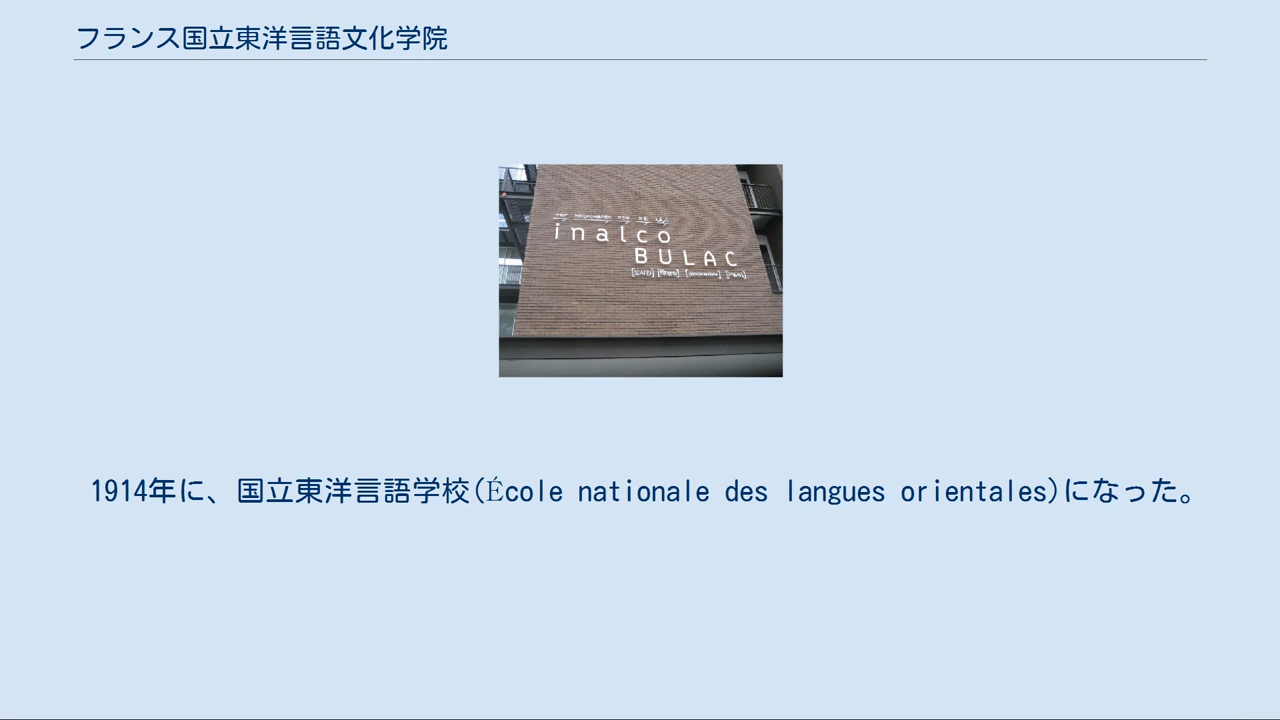 フランス国立東洋言語文化学院
inalco
BULAC
1914年に、国立東洋言語学校(École nationale des langues orientales)になった。